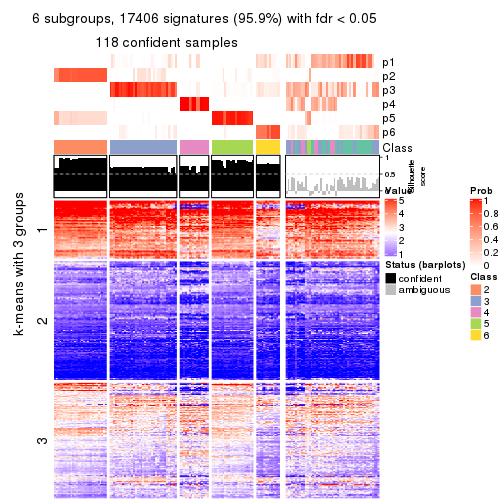 6 subgroups, 17406 signatures (95.9%) with fdr < 0.05
118 confident samples
p1
p2
p3
p4
p5
p6
Class
1
0.5
0
Silhouette
score
k-means with 3 groups
1
2
3
Value
5
4
3
2
1
Status (barplots)
confident
ambiguous
Prob
1
0.8
0.6
0.4
0.2
0
Class
2
3
4
5
6